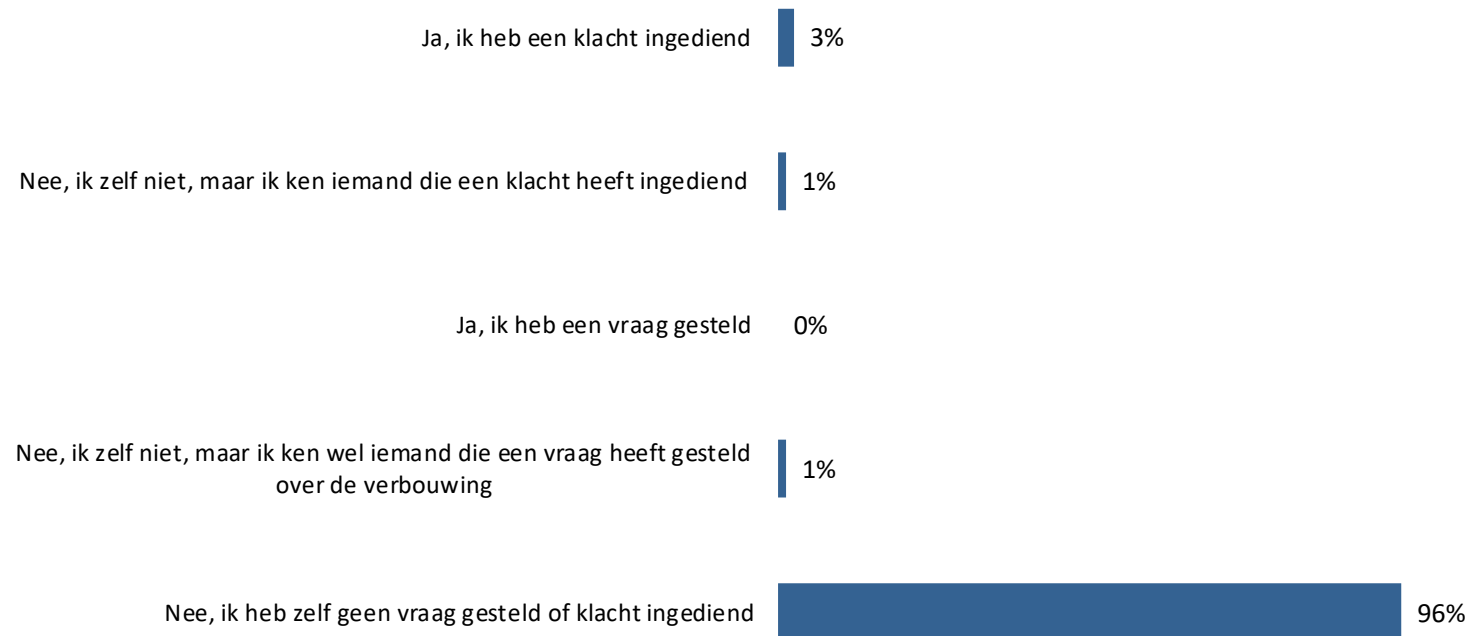 Ja, ik heb een klacht ingediend 3%
Nee, ik zelf niet, maar ik ken iemand die een klacht heeft ingediend 1%
Ja, ik heb een vraag gesteld 0%
Nee, ik zelf niet, maar ik ken wel iemand die een vraag heeft gesteld
over de verbouwing 1%
Nee, ik heb zelf geen vraag gesteld of klacht ingediend 96%